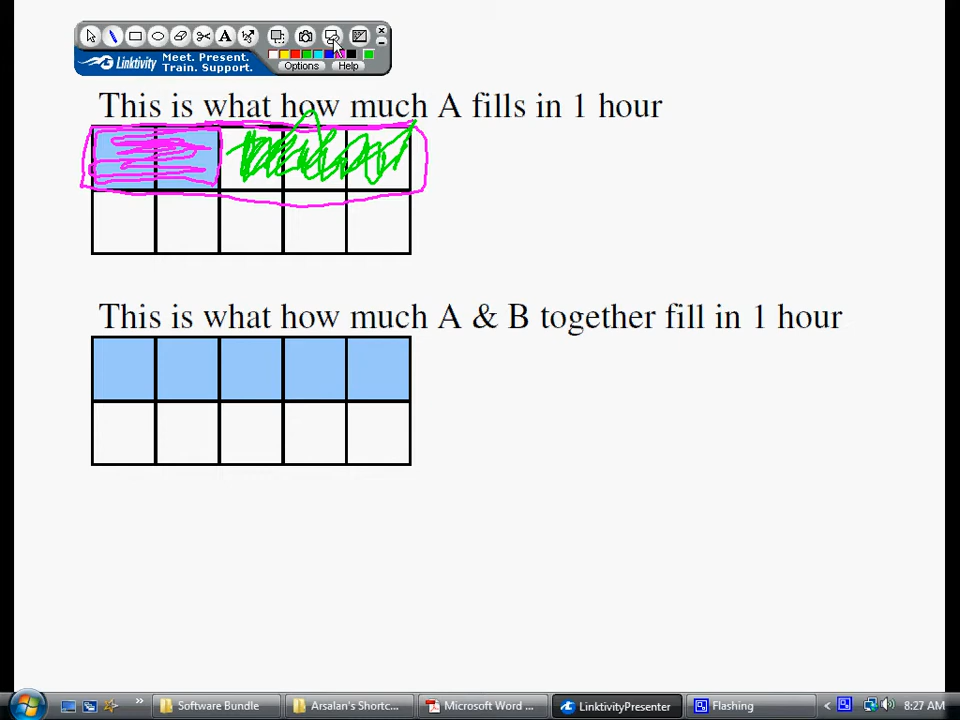 Linktivity
Meet. Present.
Train. Support.
Options
Help
This is what how much A fills in 1 hour
This is what how much A & B together fill in 1 hour
Software Bundle
Arsalan's Shortc...
Microsoft Word ...
LinktivityPresenter
Flashing
8:27 AM